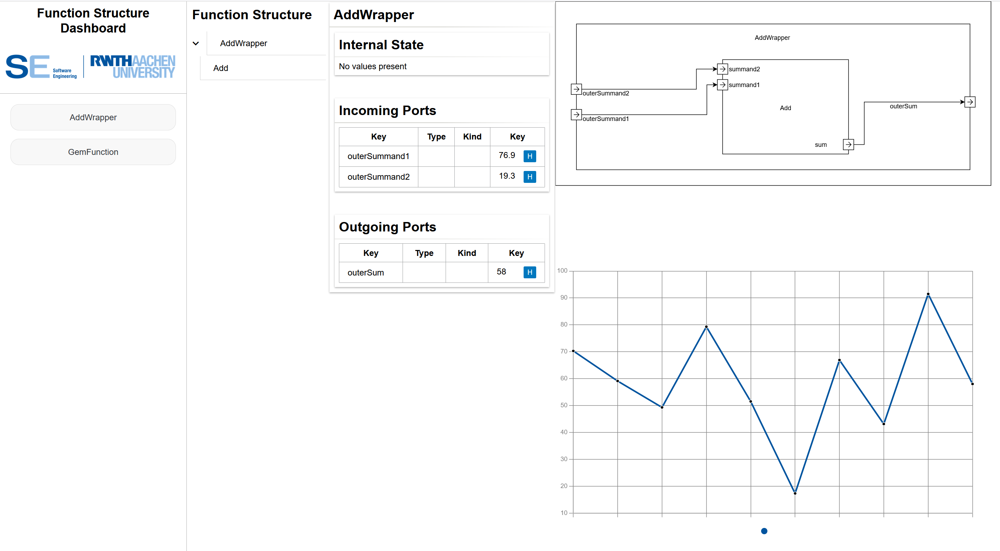 Function Structure
Dashboard
SE Software
Engineering
RWTHAACHEN
UNIVERSITY
AddWrapper
GemFunction
Function Structure
AddWrapper
Add
AddWrapper
Internal State
No values present
Incoming Ports
Key Type Kind Key
outerSummand1 76.9 H
outerSummand2 19.3 H
Outgoing Ports
Key Type Kind Key
outerSum 58 H
AddWrapper
summand2
summand1
outerSummand2
outerSummand1
Add
sum
outerSum
100
90
80
70
60
50
40
30
20
10